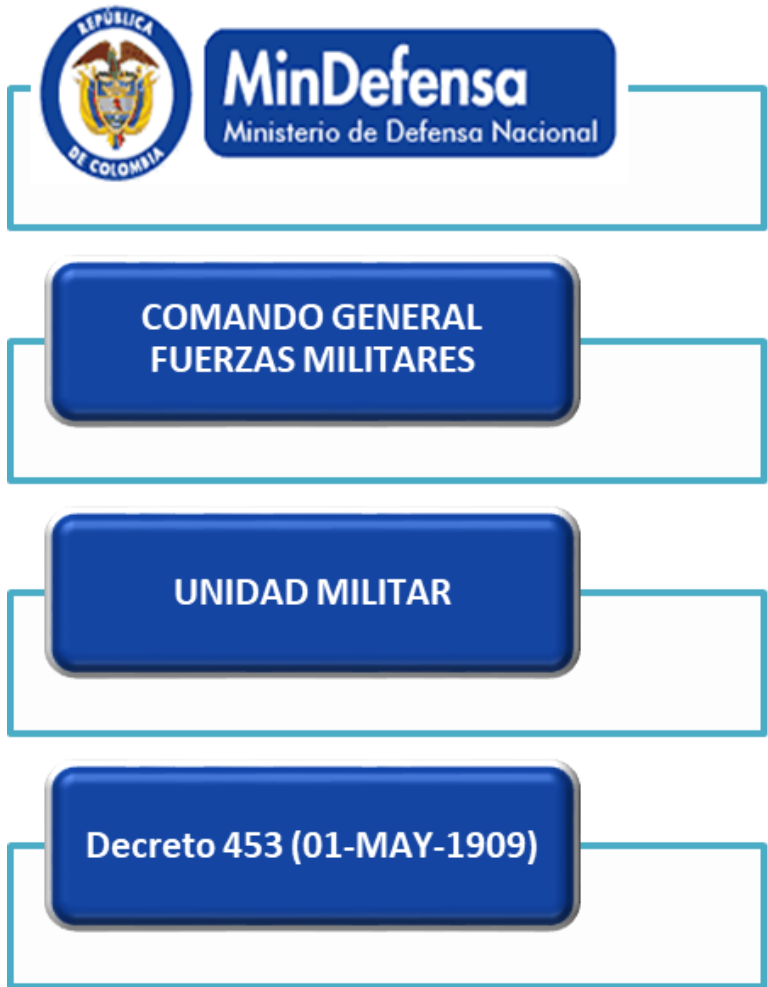 REPÚBLICA
DE COLOMBIA
MinDefensa
Ministerio de Defensa Nacional
COMANDO GENERAL
FUERZAS MILITARES
UNIDAD MILITAR
Decreto 453 (01-MAY-1909)